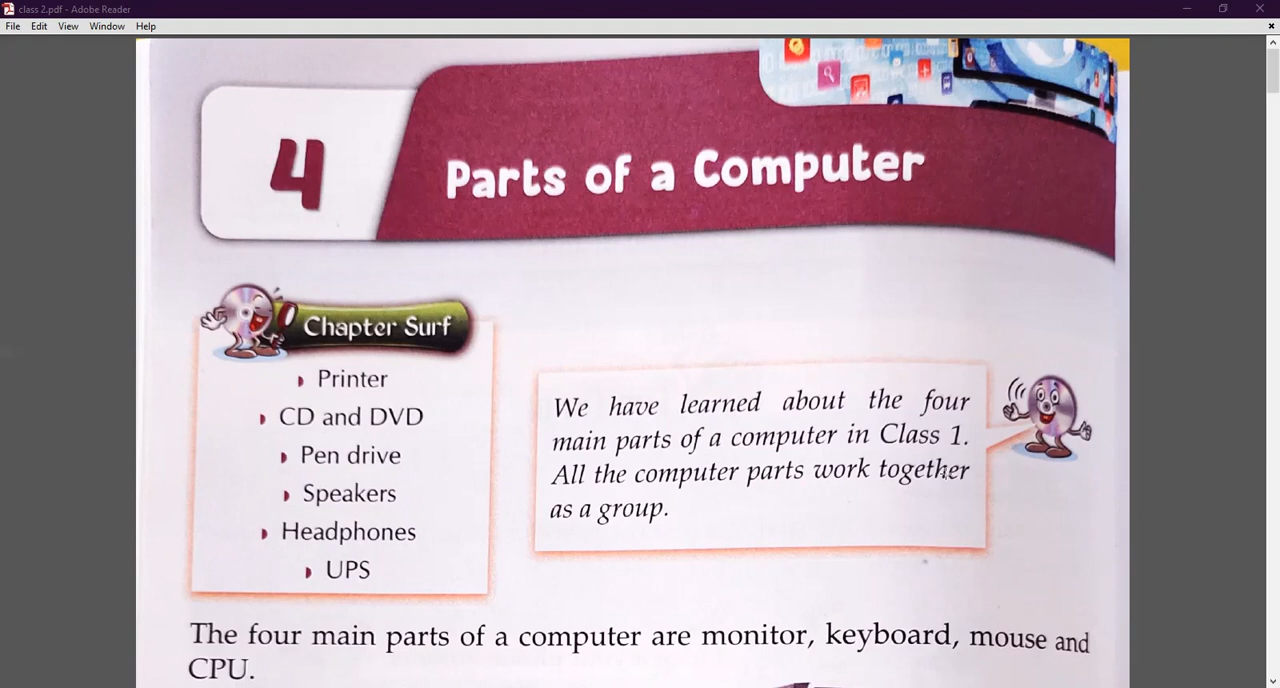 class 2.pdf - Adobe Reader
File Edit View Window Help
4
Parts of a Computer
Chapter Surf
Printer
CD and DVD
Pen drive
Speakers
Headphones
UPS
We have learned about the four
main parts of a computer in Class 1.
All the computer parts work together
as a group.
The four main parts of a computer are monitor, keyboard, mouse and
CPU.